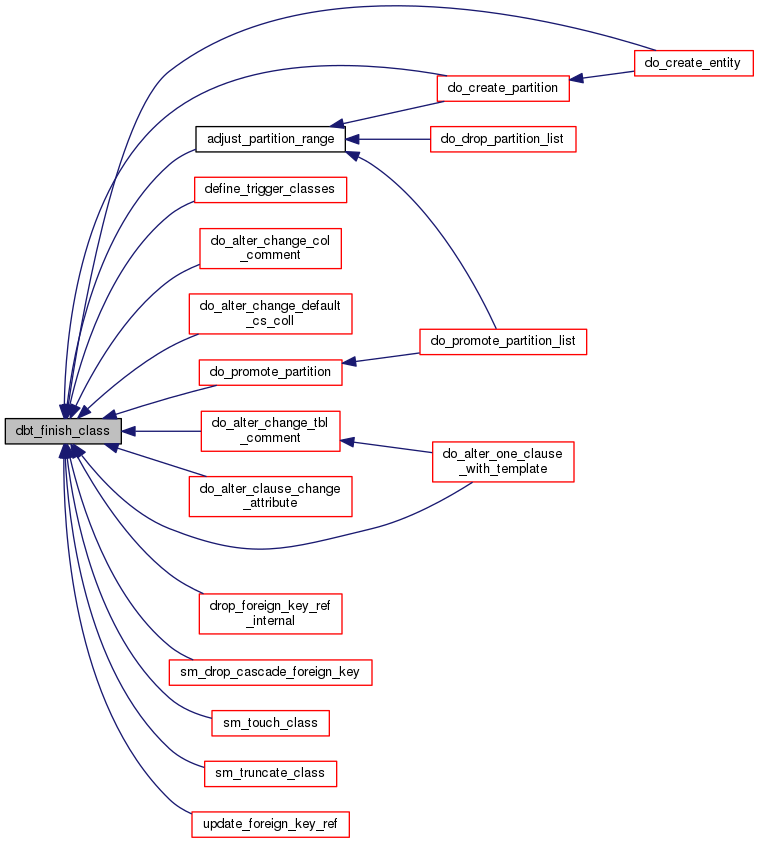 do_create_entity
do_create_partition
adjust_partition_range
do_drop_partition_list
define_trigger_classes
do_alter_change_col
_comment
do_alter_change_default
_cs_coll
do_promote_partition_list
do_promote_partition
do_alter_change_tbl
_comment
dbt_finish_class
do_alter_one_clause
_with_template
do_alter_clause_change
_attribute
drop_foreign_key_ref
_internal
sm_drop_cascade_foreign_key
sm_touch_class
sm_truncate_class
update_foreign_key_ref